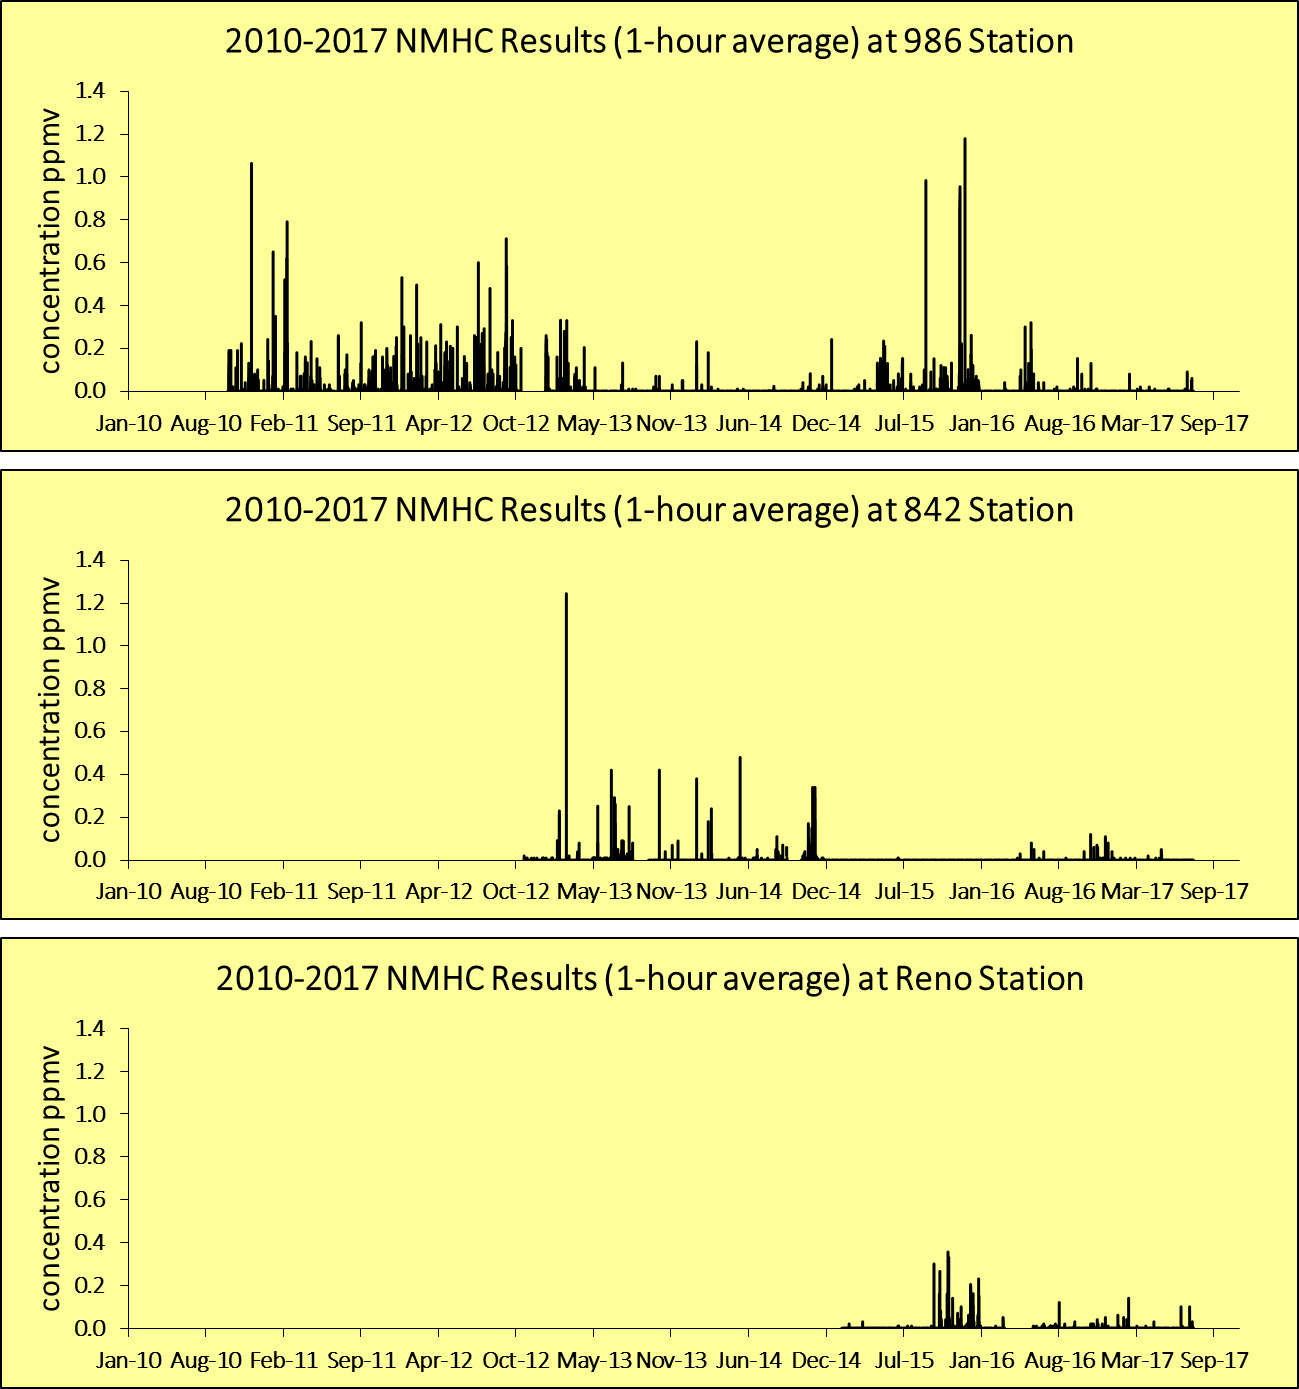 2010-2017 NMHC Results (1-hour average) at 986 Station
concentration ppmv
1.4
1.2
1.0
0.8
0.6
0.4
0.2
0.0
Jan-10 Aug-10 Feb-11 Sep-11 Apr-12 Oct-12 May-13 Nov-13 Jun-14 Dec-14 Jul-15 Jan-16 Aug-16 Mar-17 Sep-17
2010-2017 NMHC Results (1-hour average) at 842 Station
concentration ppmv
1.4
1.2
1.0
0.8
0.6
0.4
0.2
0.0
Jan-10 Aug-10 Feb-11 Sep-11 Apr-12 Oct-12 May-13 Nov-13 Jun-14 Dec-14 Jul-15 Jan-16 Aug-16 Mar-17 Sep-17
2010-2017 NMHC Results (1-hour average) at Reno Station
concentration ppmv
1.4
1.2
1.0
0.8
0.6
0.4
0.2
0.0
Jan-10 Aug-10 Feb-11 Sep-11 Apr-12 Oct-12 May-13 Nov-13 Jun-14 Dec-14 Jul-15 Jan-16 Aug-16 Mar-17 Sep-17